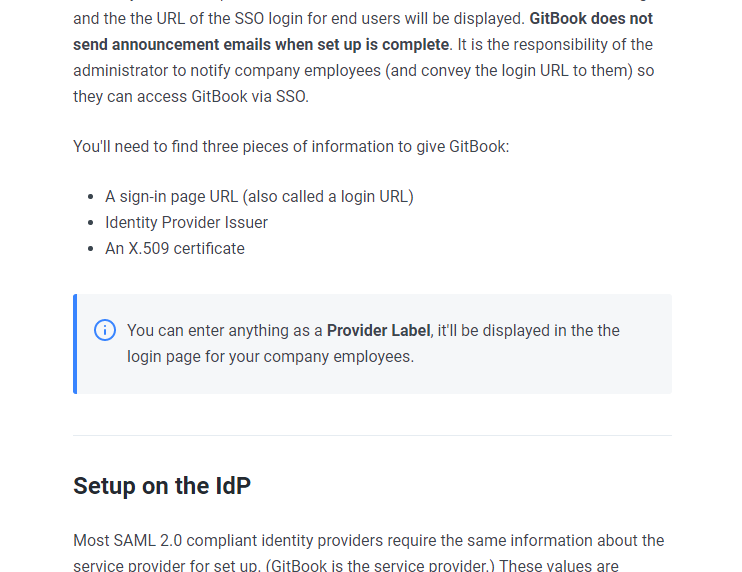 and the the URL of the SSO login for end users will be displayed. GitBook does not
send announcement emails when set up is complete. It is the responsibility of the
administrator to notify company employees (and convey the login URL to them) so
they can access GitBook via SSO.
You'll need to find three pieces of information to give GitBook:
• A sign-in page URL (also called a login URL)
• Identity Provider Issuer
• An X.509 certificate
You can enter anything as a Provider Label, it'll be displayed in the the
login page for your company employees.
Setup on the IdP
Most SAML 2.0 compliant identity providers require the same information about the
service provider for set up. (GitBook is the service provider.) These values are